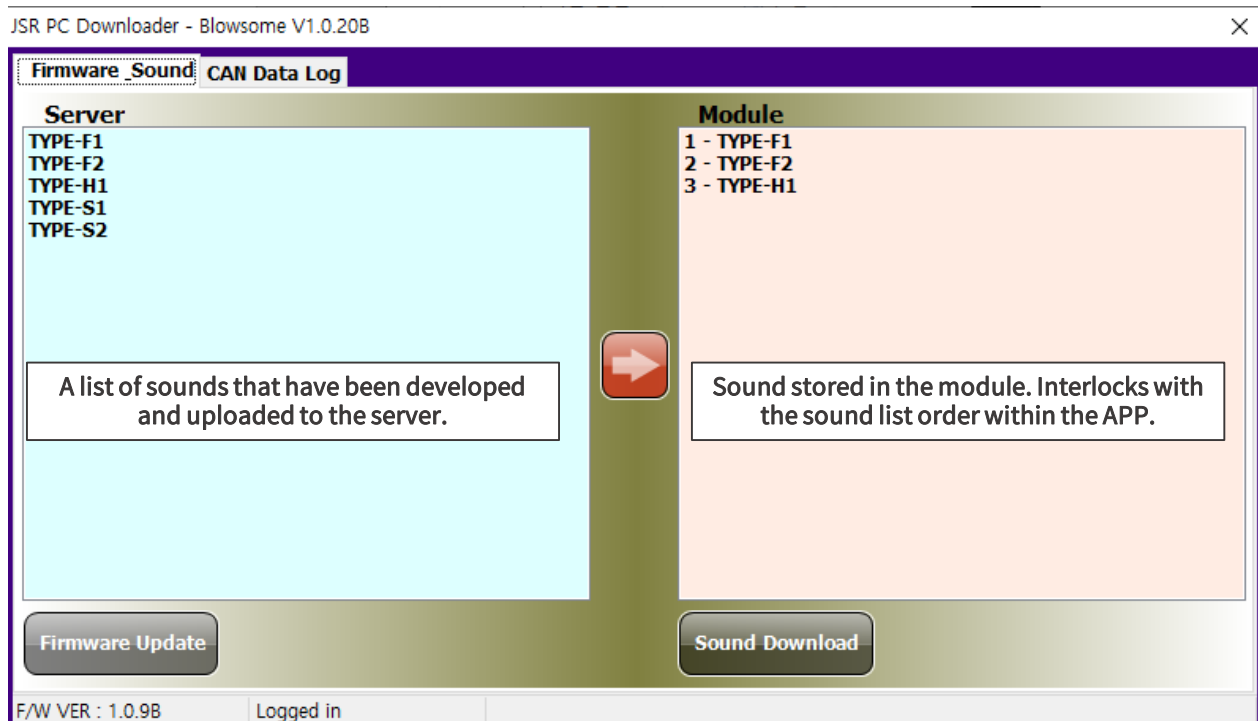 JSR PC Downloader - Blowsome V1.0.20B
Firmware _Sound
CAN Data Log
Server
TYPE-F1
TYPE-F2
TYPE-H1
TYPE-S1
TYPE-S2
A list of sounds that have been developed
and uploaded to the server.
Module
1 - TYPE-F1
2 - TYPE-F2
3 - TYPE-H1
Sound stored in the module. Interlocks with
the sound list order within the APP.
Firmware Update
Sound Download
F/W VER : 1.0.9B
Logged in